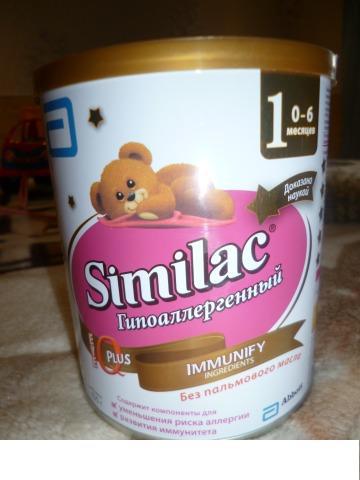 1 0-6
месяцев
Доказано
наукой
Similac®
Гипоаллергенный
IQ PLUS
IMMUNIFY
INGREDIENTS
Без пальмового масла
Содержит компоненты для
уменьшения риска аллергии
развития иммунитета
Abbott